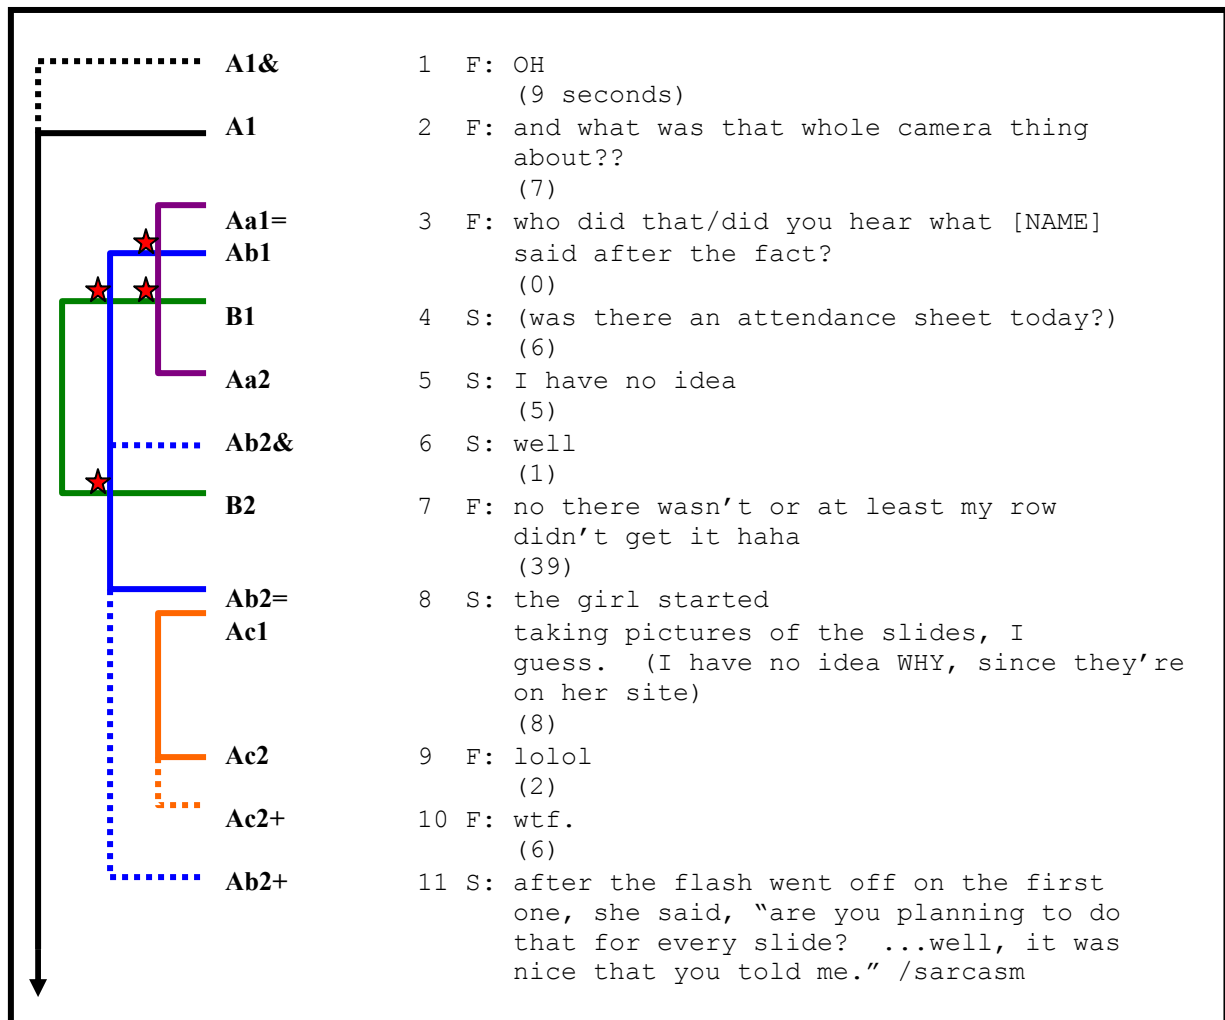 A1& 1 F: OH
(9 seconds)
A1 2 F: and what was that whole camera thing
about??
(7)
Aa1= 3 F: who did that/did you hear what [NAME]
Ab1 said after the fact?
(0)
B1 4 S: (was there an attendance sheet today?)
(6)
Aa2 5 S: I have no idea
(5)
Ab2& 6 S: well
(1)
B2 7 F: no there wasn’t or at least my row
didn’t get it haha
(39)
Ab2= 8 S: the girl started
Ac1 taking pictures of the slides, I
guess. (I have no idea WHY, since they’re
on her site)
(8)
Ac2 9 F: lolol
(2)
Ac2+ 10 F: wtf.
(6)
Ab2+ 11 S: after the flash went off on the first
one, she said, “are you planning to do
that for every slide? ...well, it was
nice that you told me.” /sarcasm